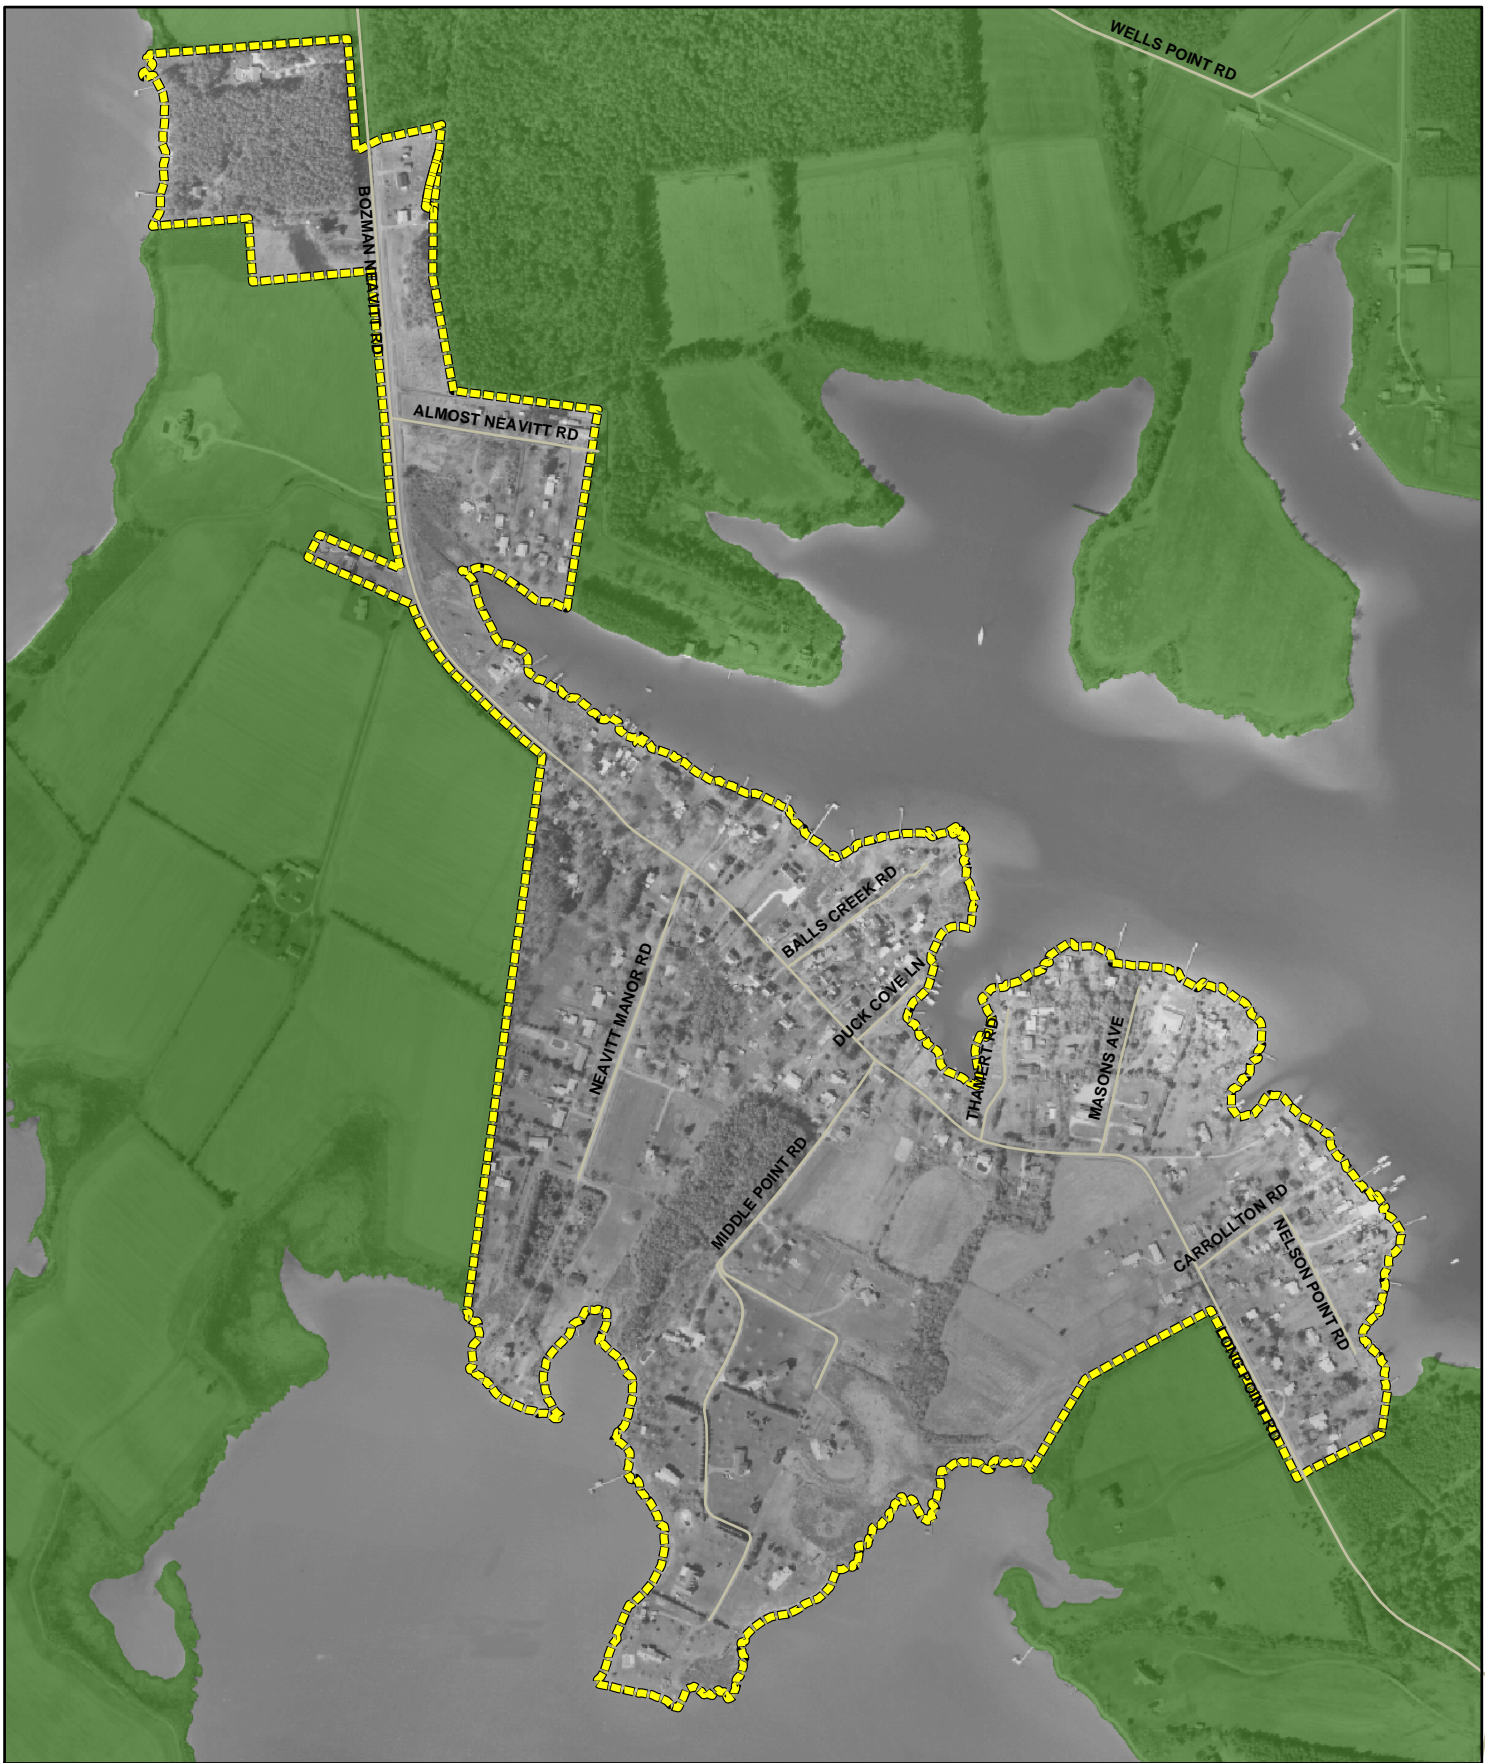 WELLS POINT RD
BOZMAN NEAVITT RD
ALMOST NEAVITT RD
BALLS CREEK RD
DUCK COVE LN
NEAVITT MANOR RD
THAMERT RD
MASONS AVE
MIDDLE POINT RD
CARROLLTON RD
NELSON POINT RD
LONG POINT RD